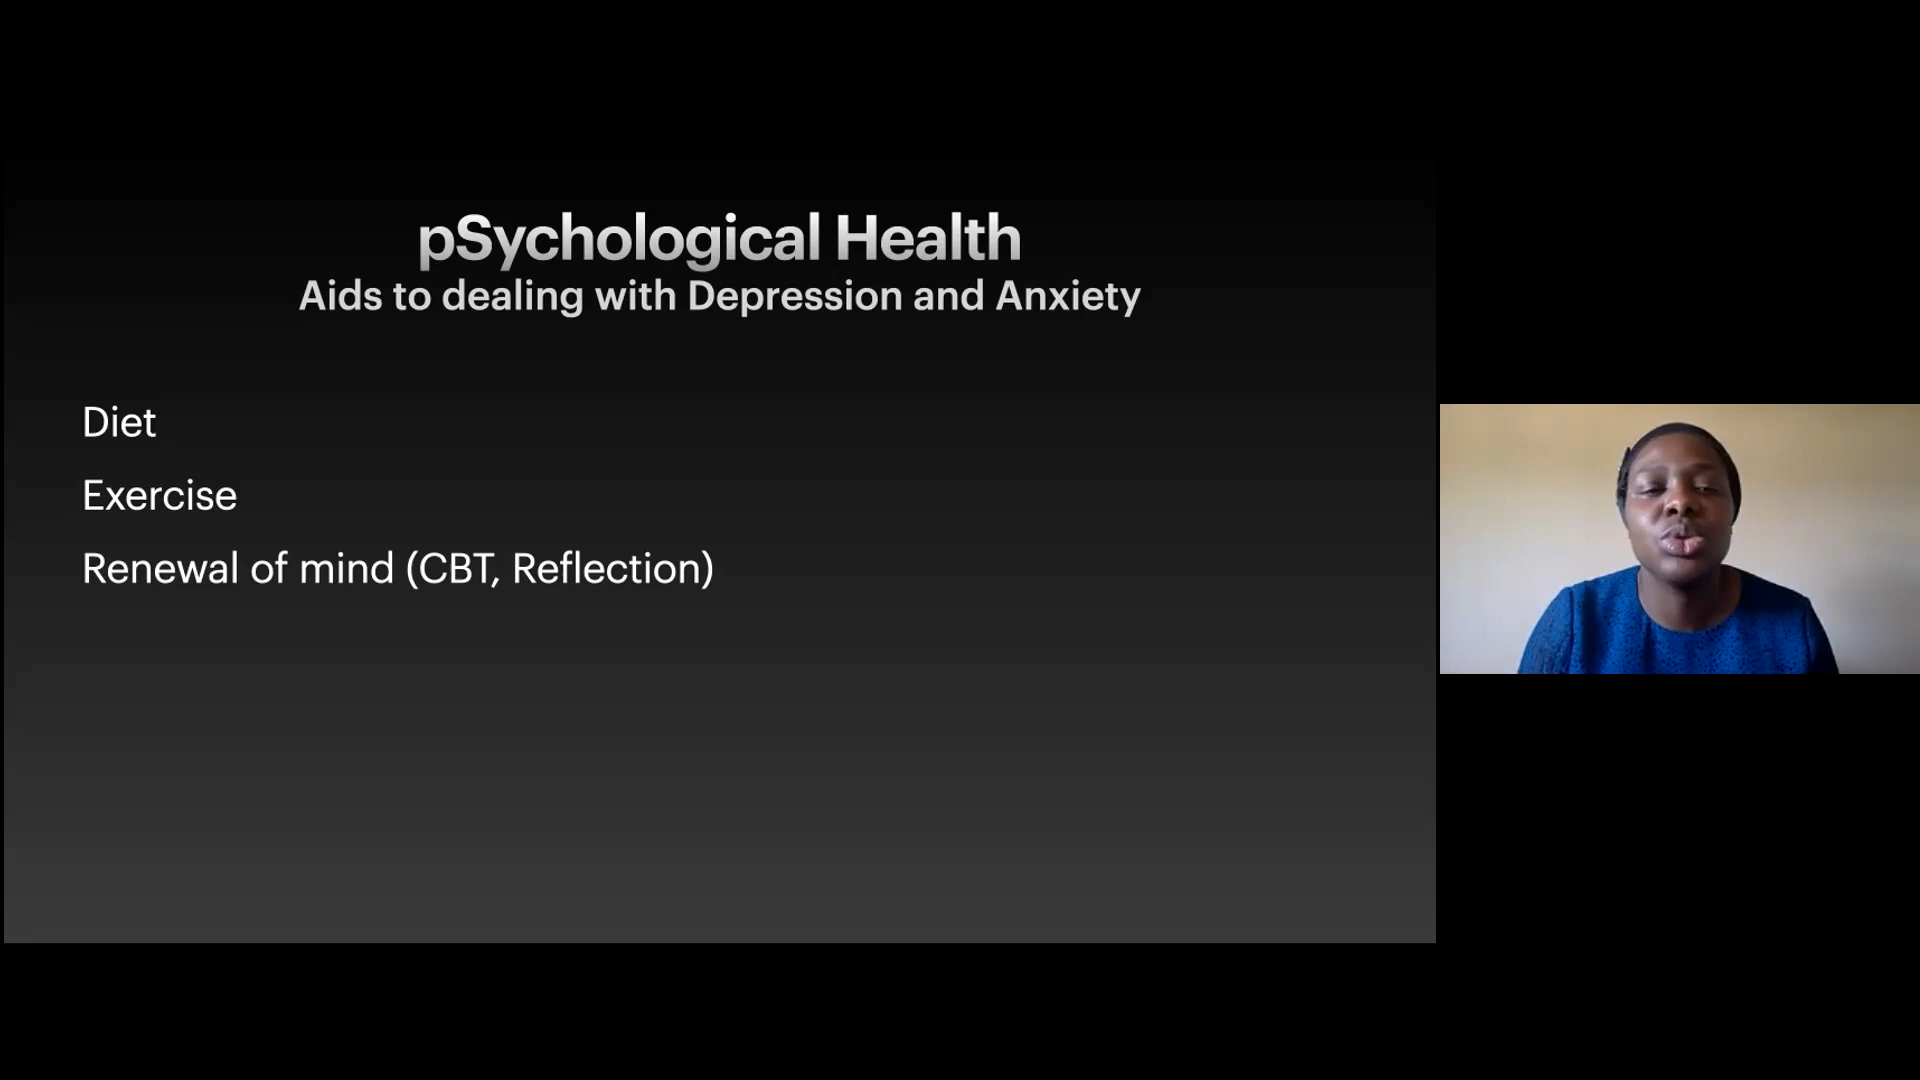 pSychological Health
Aids to dealing with Depression and Anxiety
Diet
Exercise
Renewal of mind (CBT, Reflection)